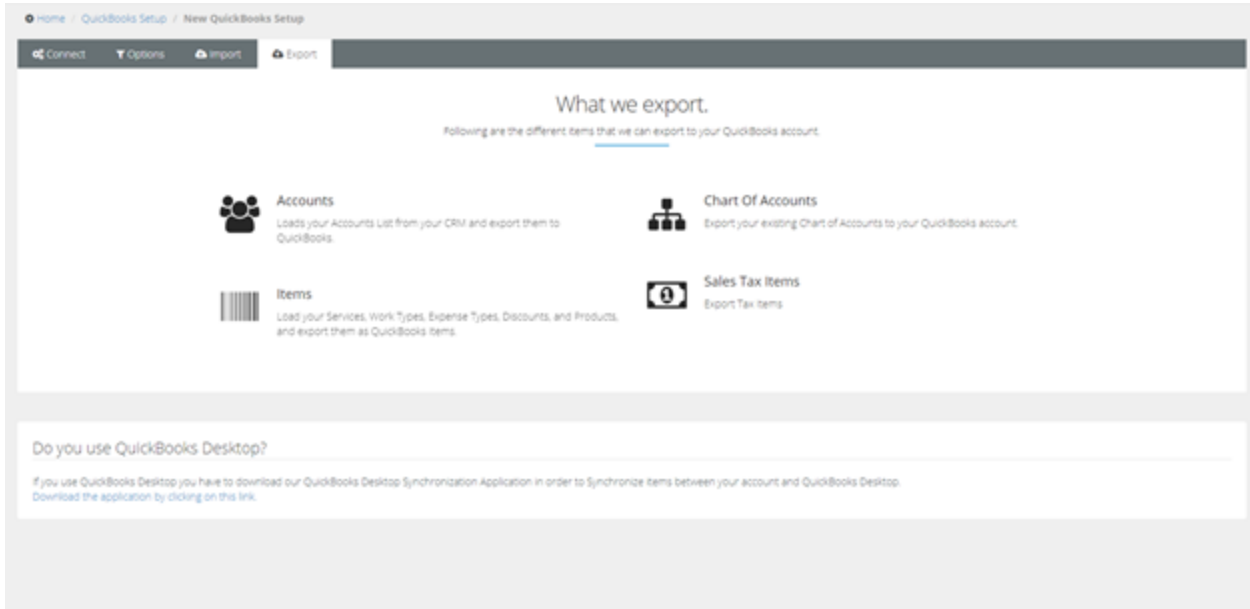 Home / QuickBooks Setup / New QuickBooks Setup
Connect Options Import Export
What we export.
Following are the different items that we can export to your QuickBooks account.
Accounts
Loads your Accounts List from your CRM and export them to
QuickBooks.
Chart Of Accounts
Export your existing Chart of Accounts to your QuickBooks account.
Items
Load your Services, Work Types, Expense Types, Discounts, and Products,
and export them as QuickBooks Items.
Sales Tax Items
Export Tax Items
Do you use QuickBooks Desktop?
If you use QuickBooks Desktop you have to download our QuickBooks Desktop Synchronization Application in order to Synchronize items between your account and QuickBooks Desktop.
Download the application by clicking on this link.